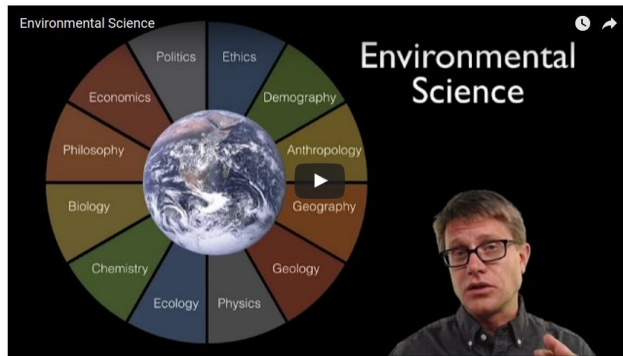 Environmental Science
Environmental
Science
Politics
Ethics
Economics
Demography
Philosophy
Anthropology
Biology
Geography
Chemistry
Geology
Ecology
Physics